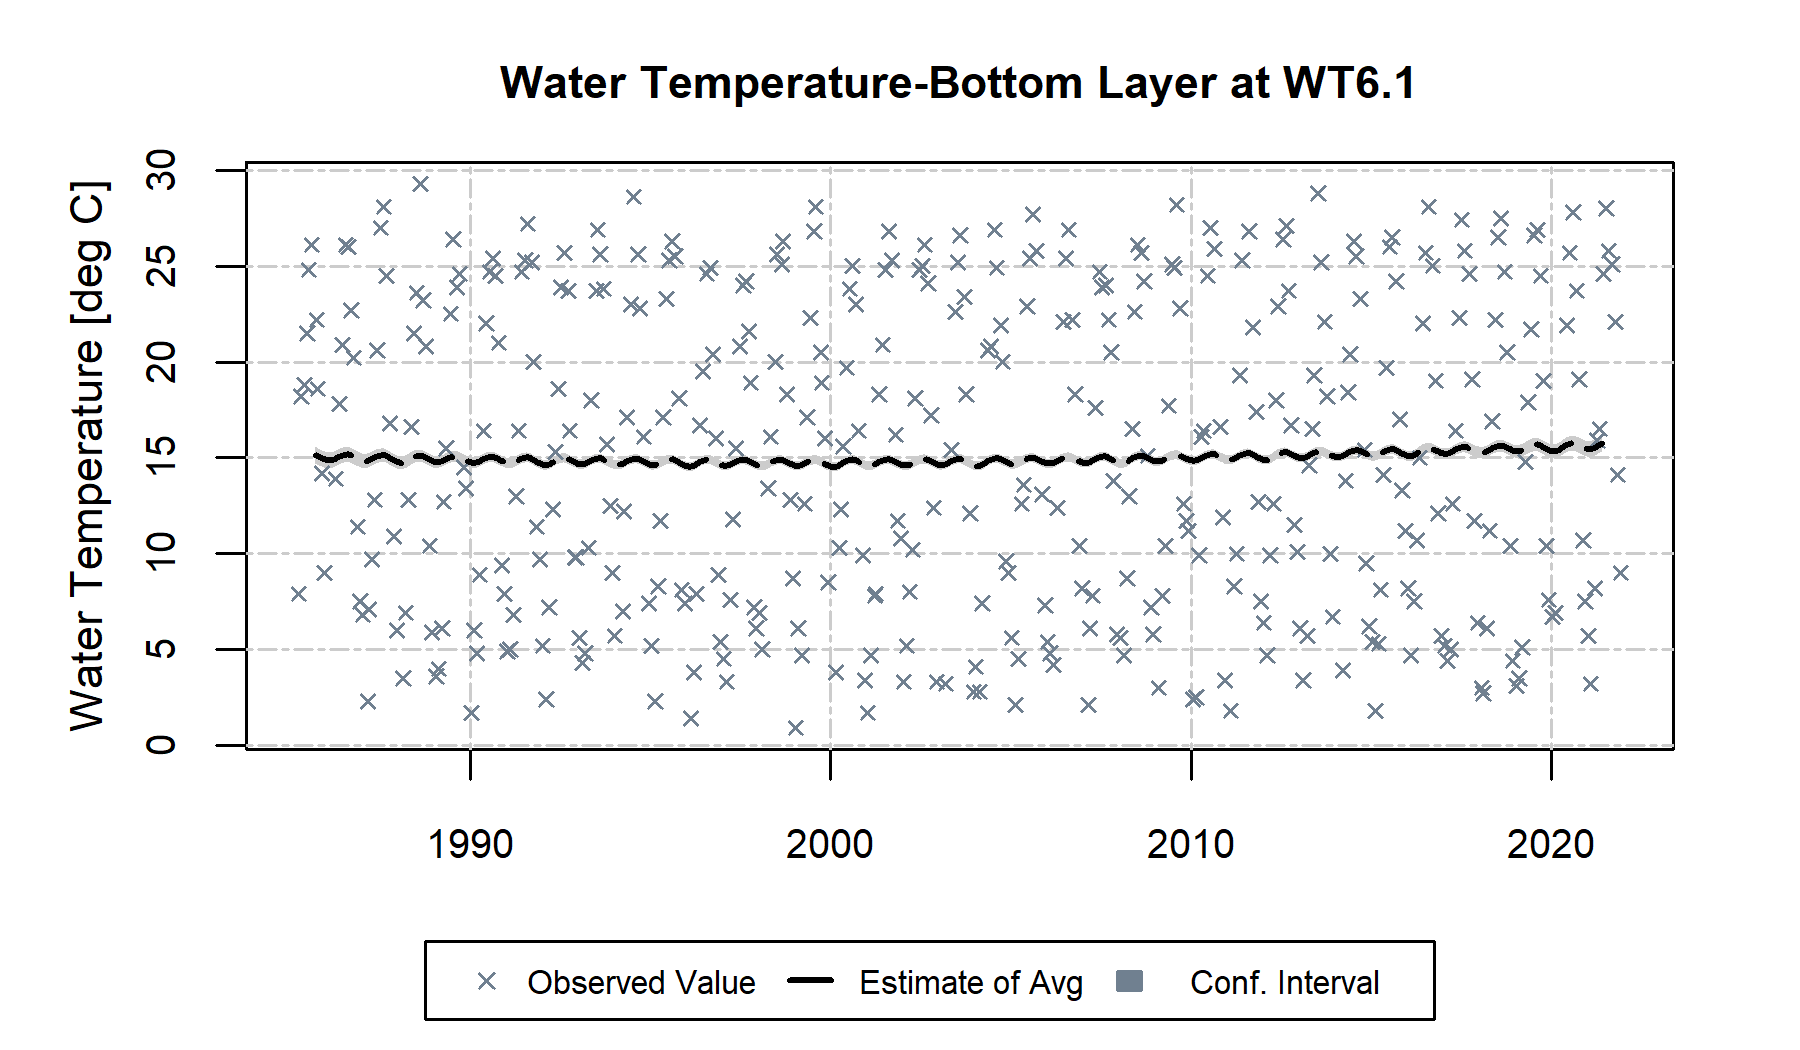 Water Temperature-Bottom Layer at WT6.1
Water Temperature [deg C]
30
25
20
15
10
5
0
1990 2000 2010 2020
Observed Value Estimate of Avg Conf. Interval